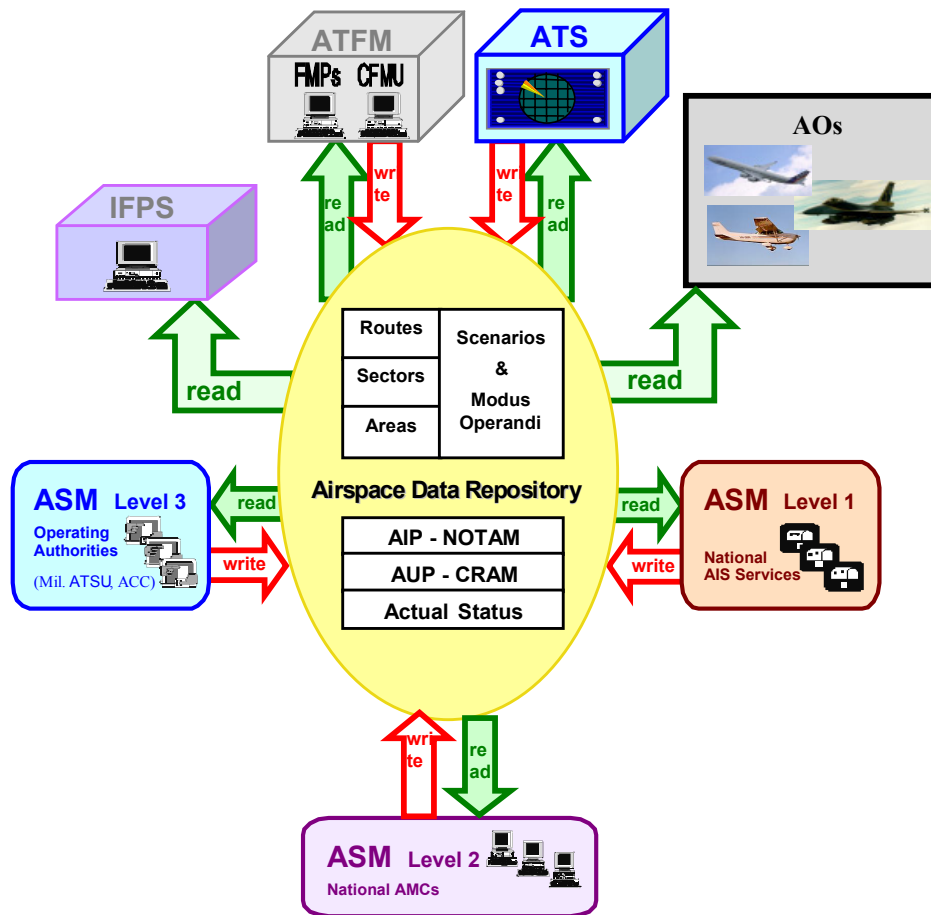 ATFM
FMPs CFMU
ATS
AOs
IFPS
re
ad
wri
te
wri
te
re
ad
read
read
Routes
Sectors
Areas
Scenarios
&
Modus
Operandi
Airspace Data Repository
AIP - NOTAM
AUP - CRAM
Actual Status
ASM Level 3
Operating
Authorities
(Mil. ATSU, ACC)
read
write
read
write
ASM Level 1
National
AIS Services
wri
te
re
ad
ASM Level 2
National AMCs